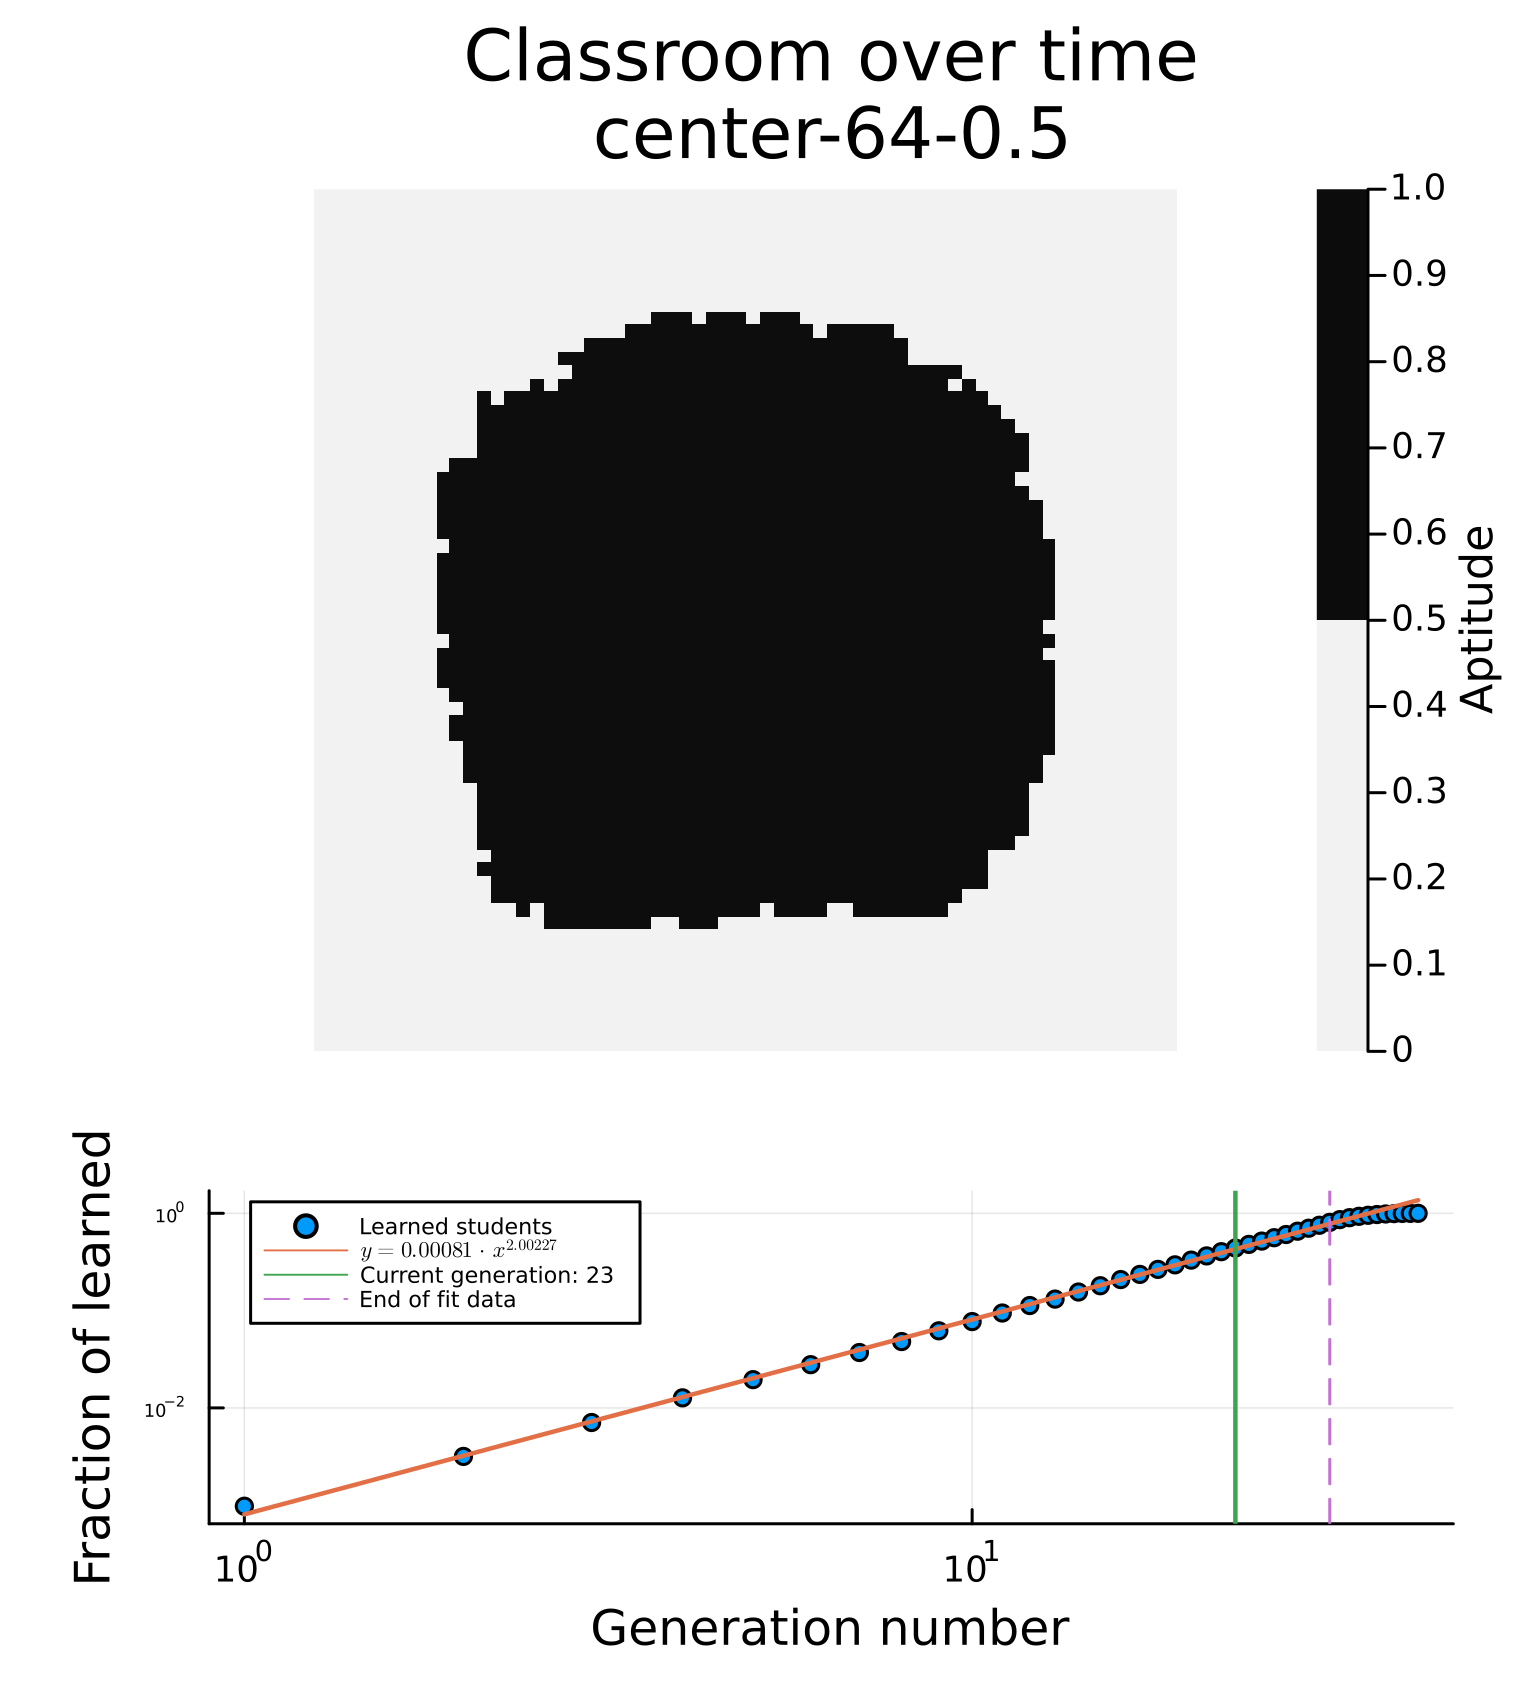 Classroom over time
center-64-0.5
1.0
0.9
0.8
0.7
0.6
0.5
0.4
0.3
0.2
0.1
0
Aptitude
Fraction of learned
10⁰
10⁻²
Learned students
y = 0.00081 · x^2.00227
Current generation: 23
End of fit data
10⁰
10¹
Generation number